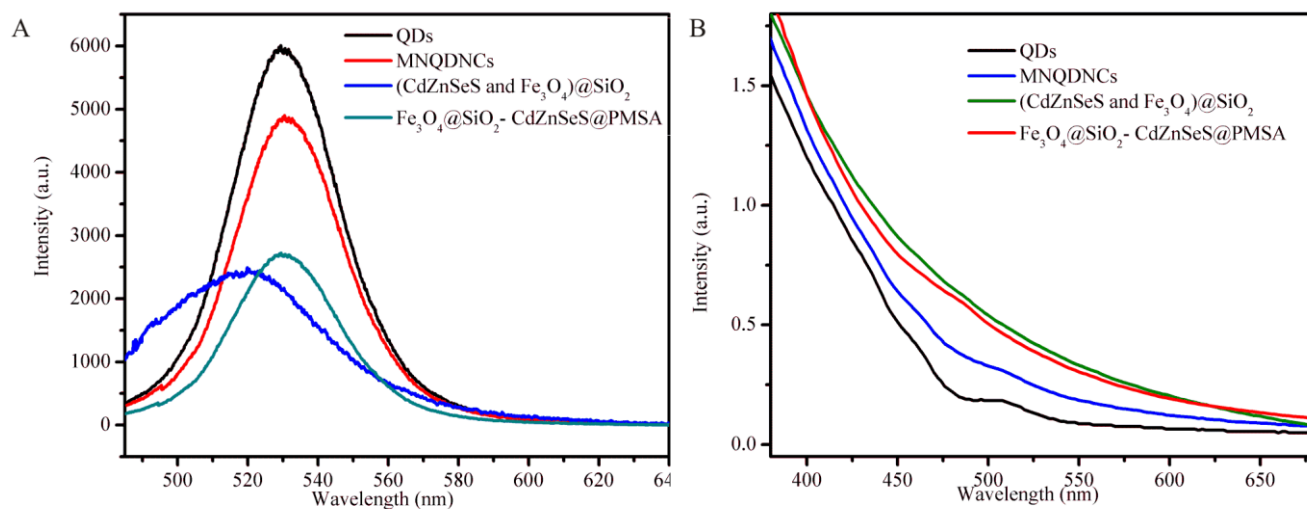 A
6000
5000
4000
3000
2000
1000
0
Intensity (a.u.)
QDs
MNQDNCs
(CdZnSeS and Fe₃O₄)@SiO₂
Fe₃O₄@SiO₂- CdZnSeS@PMSA
500 520 540 560 580 600 620 64
Wavelength (nm)
B
1.5
1.0
0.5
0.0
Intensity (a.u.)
QDs
MNQDNCs
(CdZnSeS and Fe₃O₄)@SiO₂
Fe₃O₄@SiO₂- CdZnSeS@PMSA
400 450 500 550 600 650
Wavelength (nm)